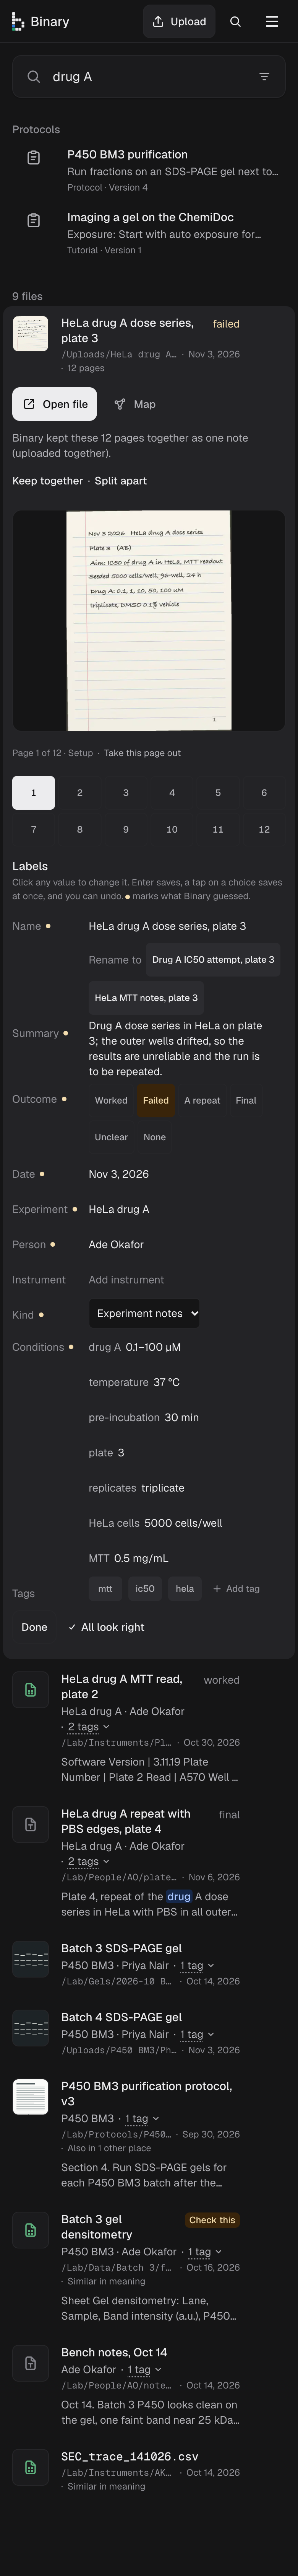 Binary
Upload
drug A
Protocols
P450 BM3 purification
Run fractions on an SDS-PAGE gel next to...
Protocol · Version 4
Imaging a gel on the ChemiDoc
Exposure: Start with auto exposure for...
Tutorial · Version 1
9 files
HeLa drug A dose series, failed
plate 3
/Uploads/HeLa drug A… · Nov 3, 2026
· 12 pages
Open file Map
Binary kept these 12 pages together as one note
(uploaded together).
Keep together · Split apart
Nov 3 2026 HeLa drug A dose series
Plate 3 (AB)
Aim: IC50 of drug A in HeLa, MTT readout
Seeded 5000 cells/well, 96-well, 24 h
Drug A: 0.1, 1, 10, 50, 100 uM
triplicate, DMSO vehicle
1
Page 1 of 12 · Setup · Take this page out
1 2 3 4 5 6
7 8 9 10 11 12
Labels
Click any value to change it. Enter saves, a tap on a choice saves
at once, and you can undo. marks what Binary guessed.
Name HeLa drug A dose series, plate 3
Rename to Drug A IC50 attempt, plate 3
HeLa MTT notes, plate 3
Summary Drug A dose series in HeLa on plate
3; the outer wells drifted, so the
results are unreliable and the run is
to be repeated.
Outcome Worked Failed A repeat Final
Unclear None
Date Nov 3, 2026
Experiment HeLa drug A
Person Ade Okafor
Instrument Add instrument
Kind Experiment notes
Conditions drug A 0.1–100 µM
temperature 37 °C
pre-incubation 30 min
plate 3
replicates triplicate
HeLa cells 5000 cells/well
MTT 0.5 mg/mL
Tags mtt ic50 hela + Add tag
Done ✓ All look right
HeLa drug A MTT read, worked
plate 2
HeLa drug A · Ade Okafor
· 2 tags
/Lab/Instruments/Pl… · Oct 30, 2026
Software Version | 3.11.19 Plate
Number | Plate 2 Read | A570 Well ...
HeLa drug A repeat with final
PBS edges, plate 4
HeLa drug A · Ade Okafor
· 2 tags
/Lab/People/AO/plate… · Nov 6, 2026
Plate 4, repeat of the drug A dose
series in HeLa with PBS in all outer...
Batch 3 SDS-PAGE gel
P450 BM3 · Priya Nair · 1 tag
/Lab/Gels/2026-10 B… · Oct 14, 2026
Batch 4 SDS-PAGE gel
P450 BM3 · Priya Nair · 1 tag
/Uploads/P450 BM3/Ph… · Nov 3, 2026
P450 BM3 purification protocol,
v3
P450 BM3 · 1 tag
/Lab/Protocols/P450… · Sep 30, 2026
· Also in 1 other place
Section 4. Run SDS-PAGE gels for
each P450 BM3 batch after the...
Batch 3 gel Check this
densitometry
P450 BM3 · Ade Okafor · 1 tag
/Lab/Data/Batch 3/f… · Oct 16, 2026
· Similar in meaning
Sheet Gel densitometry: Lane,
Sample, Band intensity (a.u.), P450...
Bench notes, Oct 14
Ade Okafor · 1 tag
/Lab/People/AO/note… · Oct 14, 2026
Oct 14. Batch 3 P450 looks clean on
the gel, one faint band near 25 kDa...
SEC_trace_141026.csv
/Lab/Instruments/AK… · Oct 14, 2026
· Similar in meaning